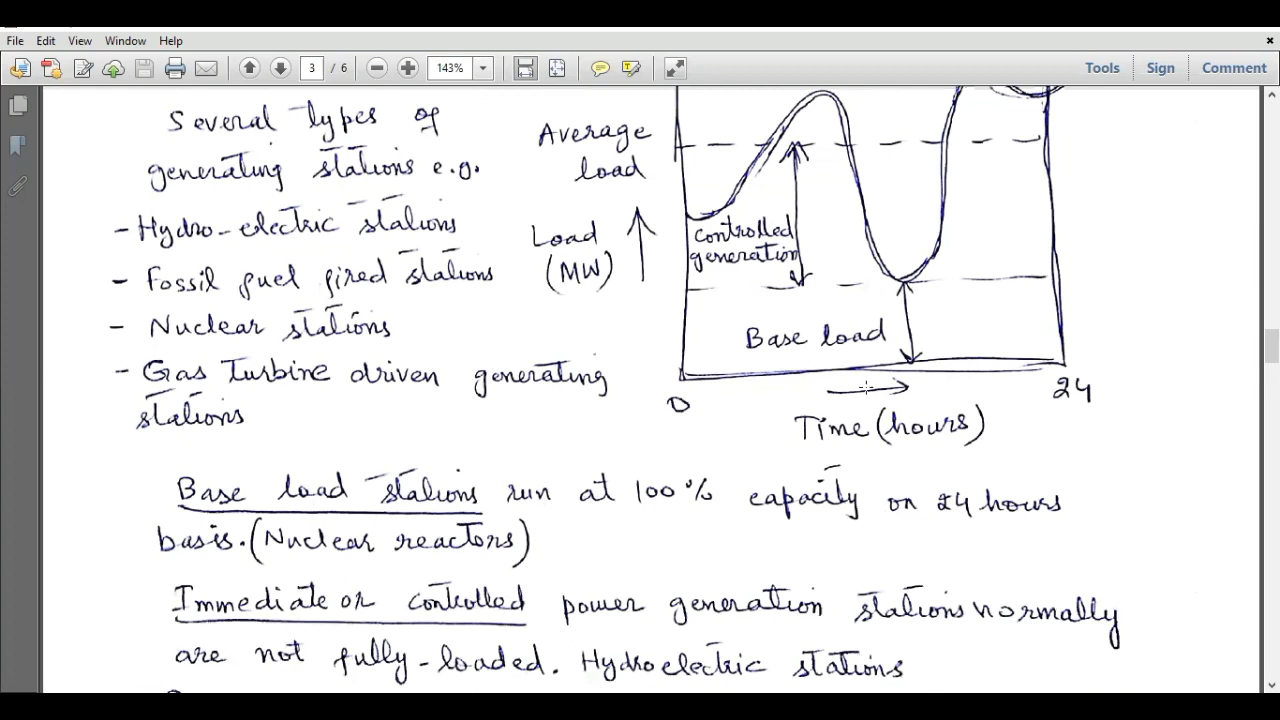 File Edit View Window Help
3 / 6 143% Tools Sign Comment
Several types of
generating stations e.g.
- Hydro-electric stations
- Fossil fuel fired stations
- Nuclear stations
- Gas Turbine driven generating
stations
Average
load
Load
(MW)
Controlled
generation
Base load
0
24
Time (hours)
Base load stations run at 100% capacity on 24 hours
basis. (Nuclear reactors)
Immediate or controlled power generation stations normally
are not fully-loaded. Hydroelectric stations